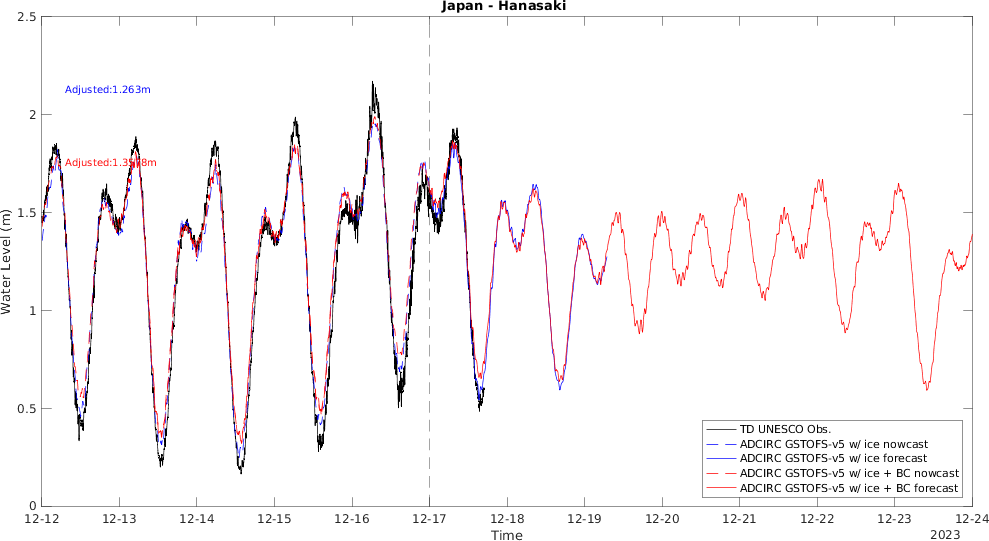 Japan - Hanasaki
2.5
2
1.5
1
0.5
0
Water Level (m)
Adjusted:1.263m
12-12
12-13
12-14
12-15
12-16
12-17
12-18
12-19
12-20
12-21
12-22
12-23
12-24
Time
2023
TD UNESCO Obs.
ADCIRC GSTOFS-v5 w/ ice nowcast
ADCIRC GSTOFS-v5 w/ ice forecast
ADCIRC GSTOFS-v5 w/ ice + BC nowcast
ADCIRC GSTOFS-v5 w/ ice + BC forecast